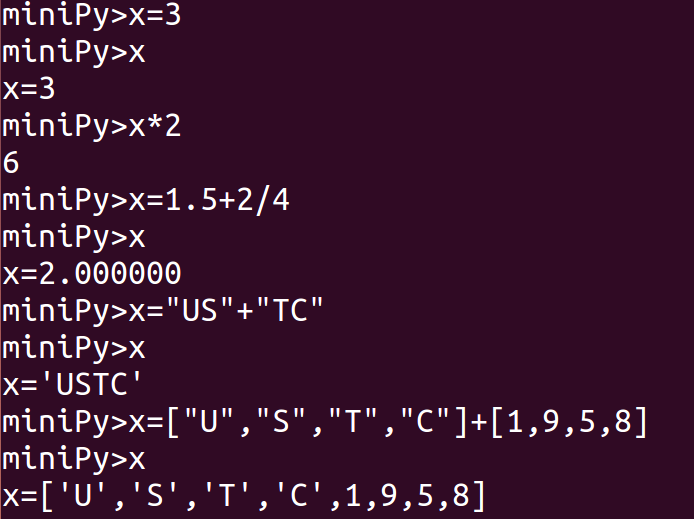 miniPy>x=3
miniPy>x
x=3
miniPy>x*2
6
miniPy>x=1.5+2/4
miniPy>x
x=2.000000
miniPy>x="US"+"TC"
miniPy>x
x='USTC'
miniPy>x=["U","S","T","C"]+[1,9,5,8]
miniPy>x
x=['U','S','T','C',1,9,5,8]